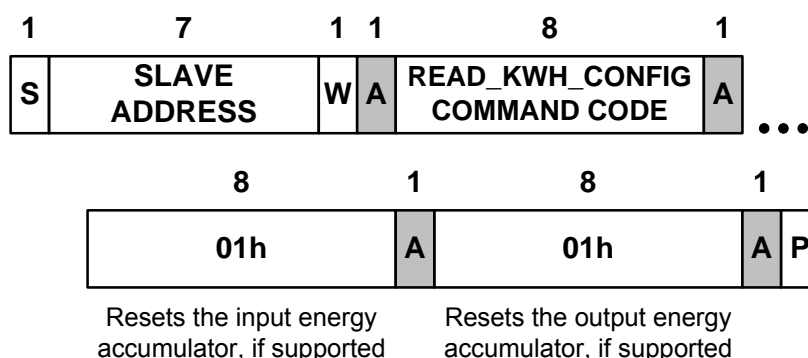 1 7 1 1 8 1
S SLAVE ADDRESS W A READ_KWH_CONFIG COMMAND CODE A ••••
8 1 8 1
01h A 01h A P
Resets the input energy accumulator, if supported
Resets the output energy accumulator, if supported